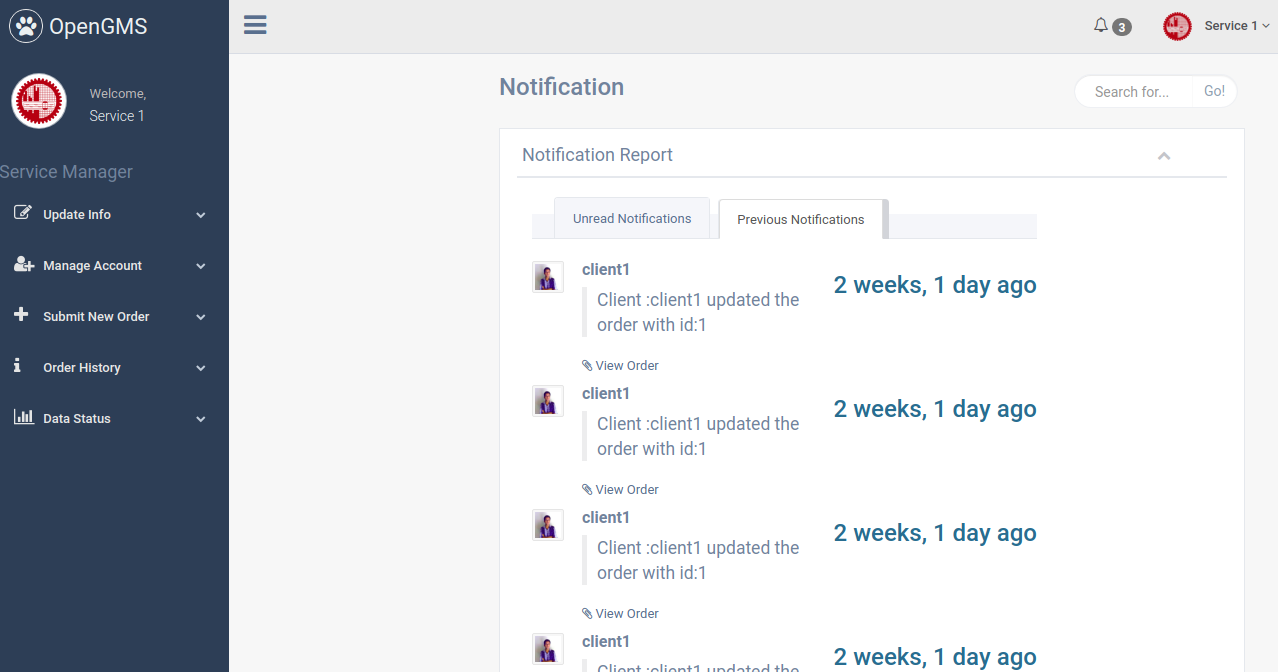 OpenGMS
3
Service 1
Welcome,
Service 1
Service Manager
Update Info
Manage Account
Submit New Order
Order History
Data Status
Notification
Search for...
Go!
Notification Report
Unread Notifications
Previous Notifications
client1
2 weeks, 1 day ago
Client :client1 updated the
order with id:1
View Order
client1
2 weeks, 1 day ago
Client :client1 updated the
order with id:1
View Order
client1
2 weeks, 1 day ago
Client :client1 updated the
order with id:1
View Order
client1
2 weeks, 1 day ago
Client :client1 updated the